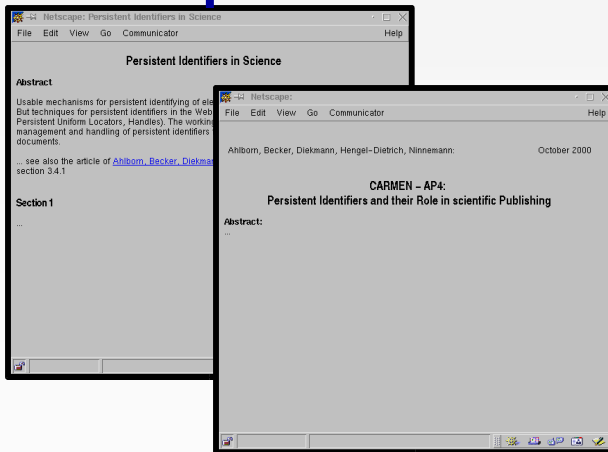 Netscape: Persistent Identifiers in Science
File Edit View Go Communicator Help
Persistent Identifiers in Science
Abstract
Usable mechanisms for persistent identifying of ele
But techniques for persistent identifiers in the Web
Persistent Uniform Locators, Handles). The working
management and handling of persistent identifiers
documents.
... see also the article of Ahlborn, Becker, Diekma
section 3.4.1
Section 1
...
Netscape:
File Edit View Go Communicator Help
Ahlborn, Becker, Diekmann, Hengel-Dietrich, Ninnemann: October 2000
CARMEN - AP4:
Persistent Identifiers and their Role in scientific Publishing
Abstract:
...